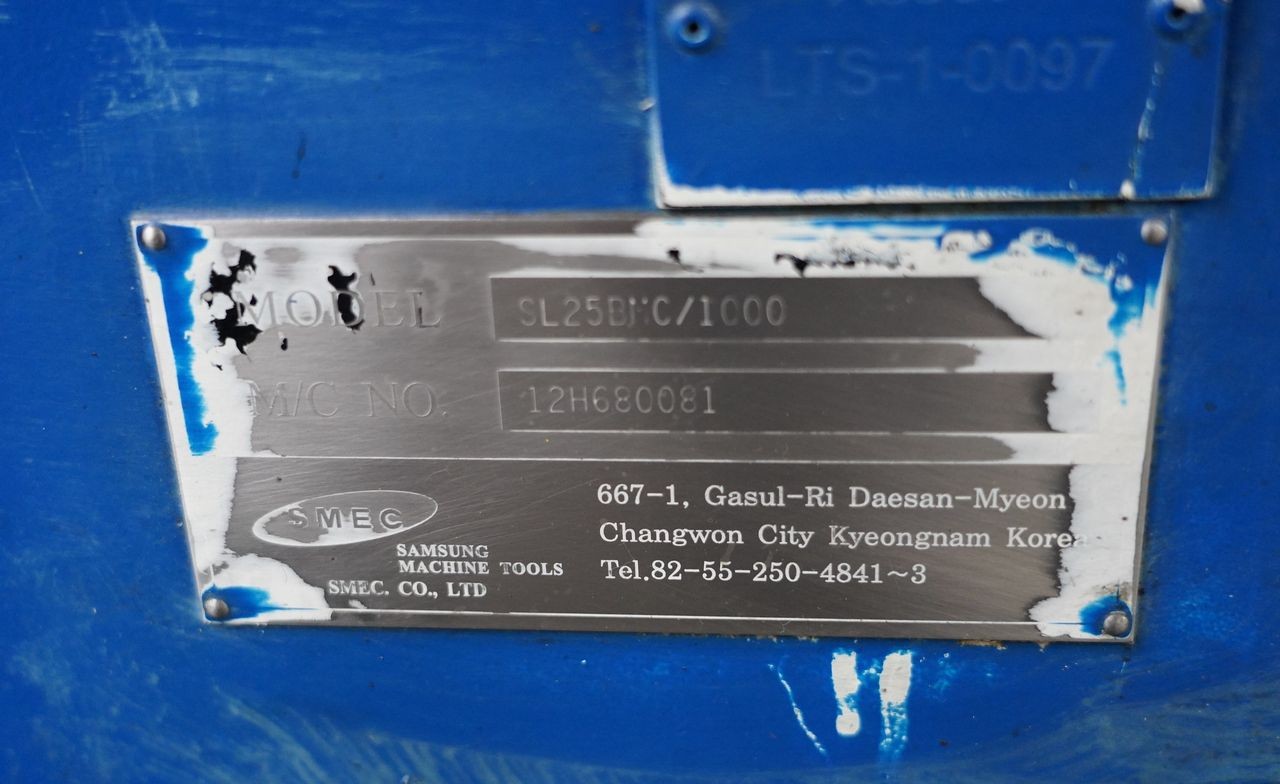 LTS-1-0097
MODEL SL25BMC/1000
M/C NO. 12H680081
SMEC
SAMSUNG
MACHINE TOOLS
SMEC. CO., LTD
667-1, Gasul-Ri Daesan-Myeon
Changwon City Kyeongnam Korea
Tel.82-55-250-4841~3